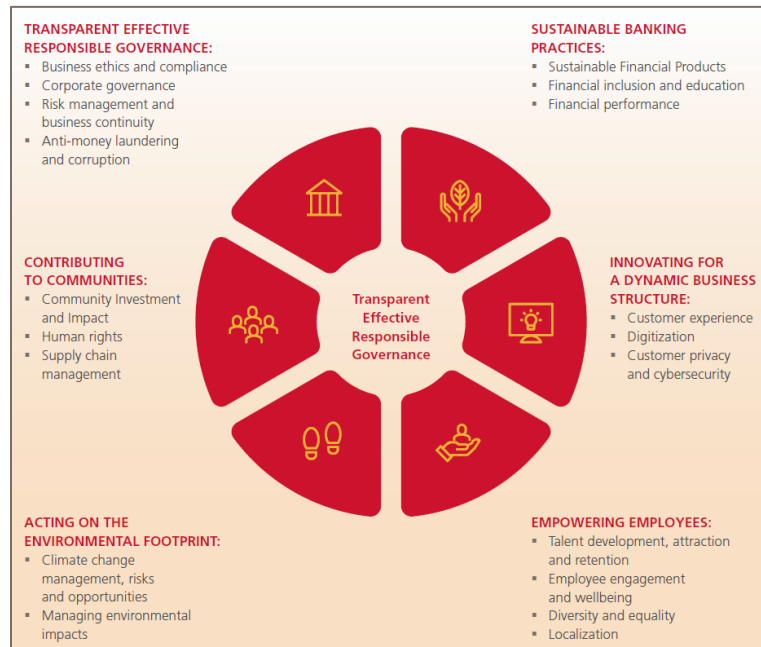 TRANSPARENT EFFECTIVE
RESPONSIBLE GOVERNANCE:
▪ Business ethics and compliance
▪ Corporate governance
▪ Risk management and
business continuity
▪ Anti-money laundering
and corruption
SUSTAINABLE BANKING
PRACTICES:
▪ Sustainable Financial Products
▪ Financial inclusion and education
▪ Financial performance
CONTRIBUTING
TO COMMUNITIES:
▪ Community Investment
and Impact
▪ Human rights
▪ Supply chain
management
Transparent
Effective
Responsible
Governance
INNOVATING FOR
A DYNAMIC BUSINESS
STRUCTURE:
▪ Customer experience
▪ Digitization
▪ Customer privacy
and cybersecurity
ACTING ON THE
ENVIRONMENTAL FOOTPRINT:
▪ Climate change
management, risks
and opportunities
▪ Managing environmental
impacts
EMPOWERING EMPLOYEES:
▪ Talent development, attraction
and retention
▪ Employee engagement
and wellbeing
▪ Diversity and equality
▪ Localization